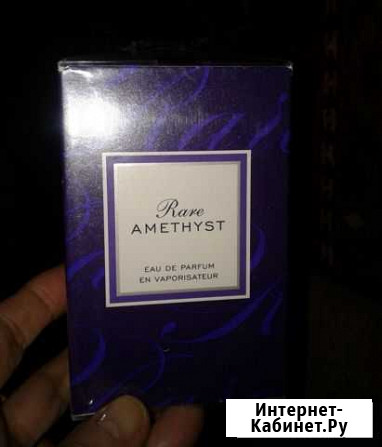 Rare
AMETHYST
EAU DE PARFUM
EN VAPORISATEUR
Интернет-
Кабинет.Ру